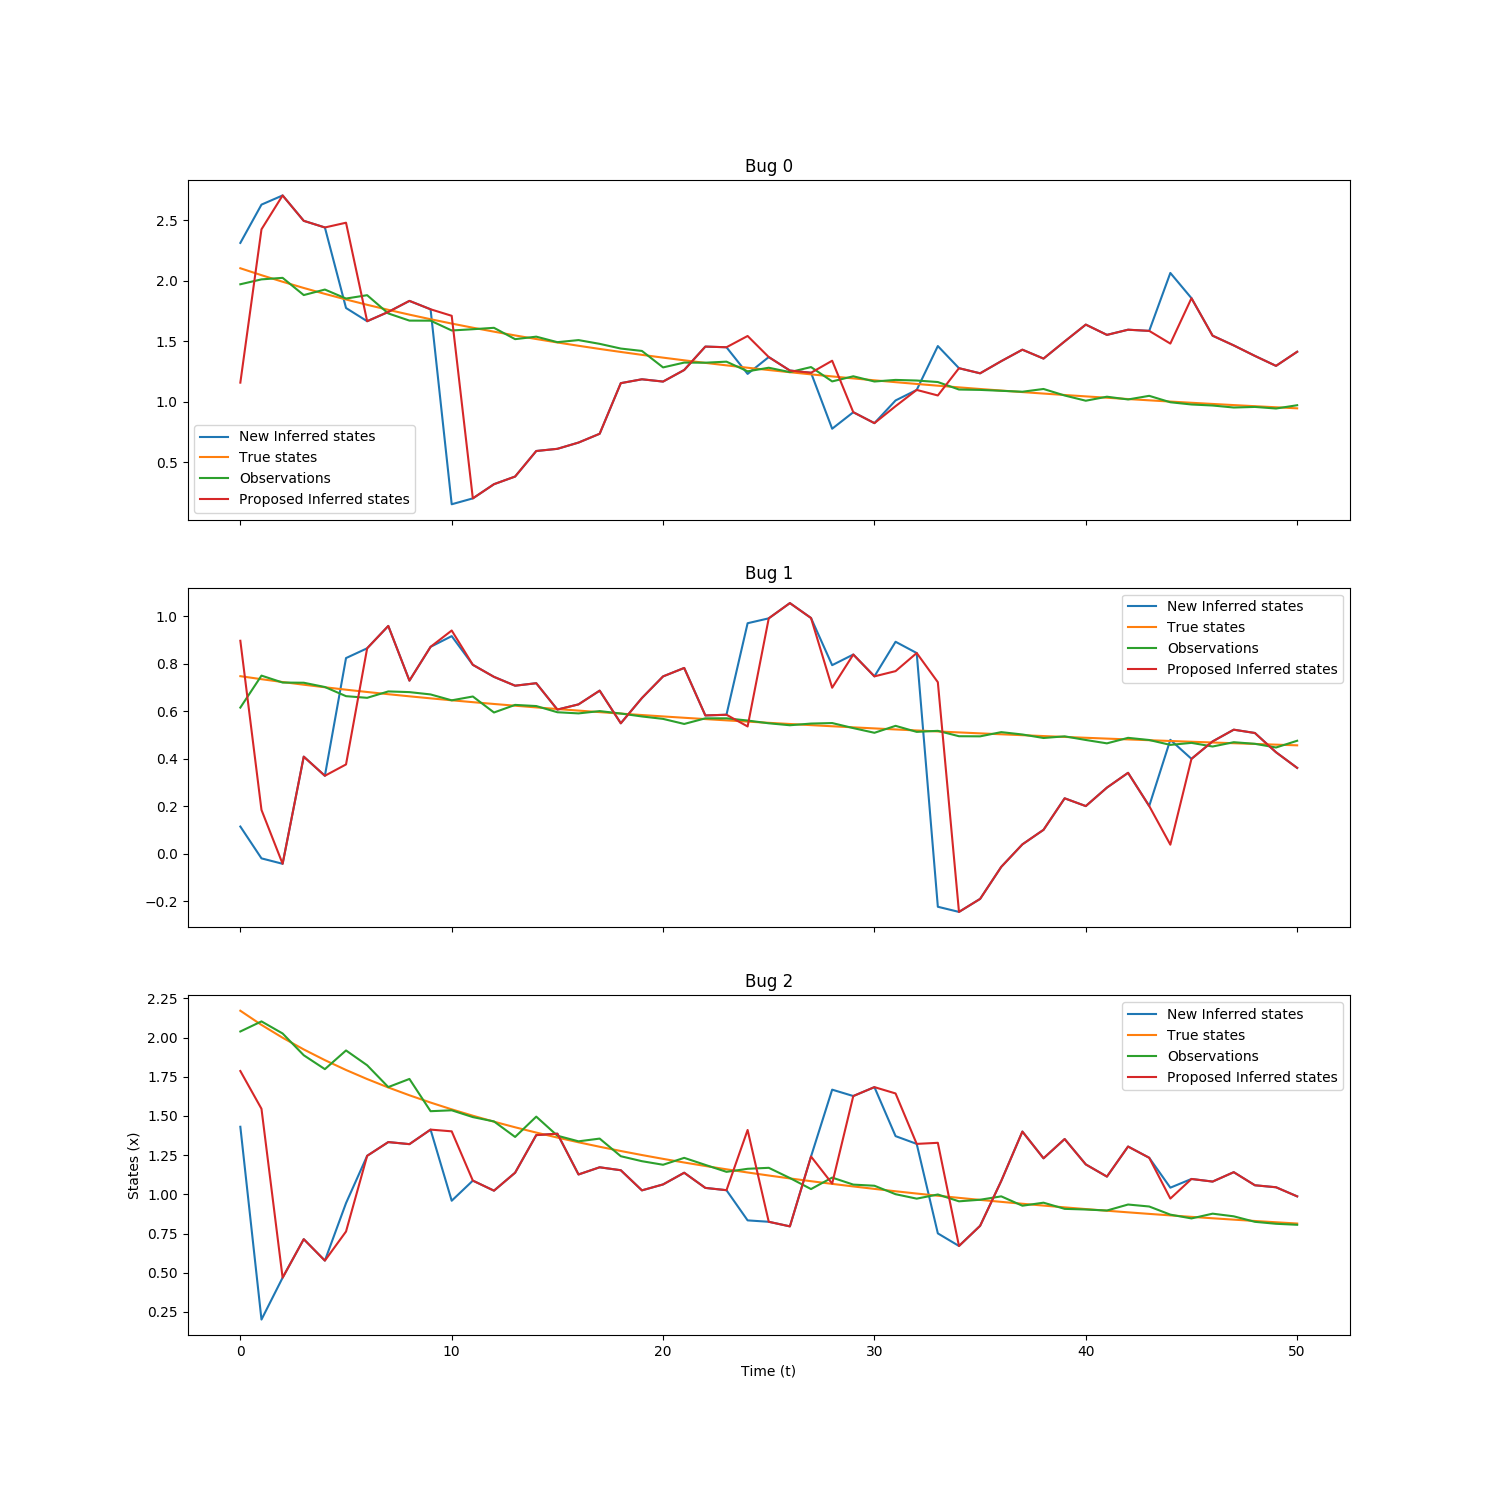 Bug 0
2.5
2.0
1.5
1.0
0.5
New Inferred states
True states
Observations
Proposed Inferred states
Bug 1
1.0
0.8
0.6
0.4
0.2
0.0
−0.2
New Inferred states
True states
Observations
Proposed Inferred states
Bug 2
2.25
2.00
1.75
1.50
1.25
1.00
0.75
0.50
0.25
States (x)
New Inferred states
True states
Observations
Proposed Inferred states
0 10 20 30 40 50
Time (t)